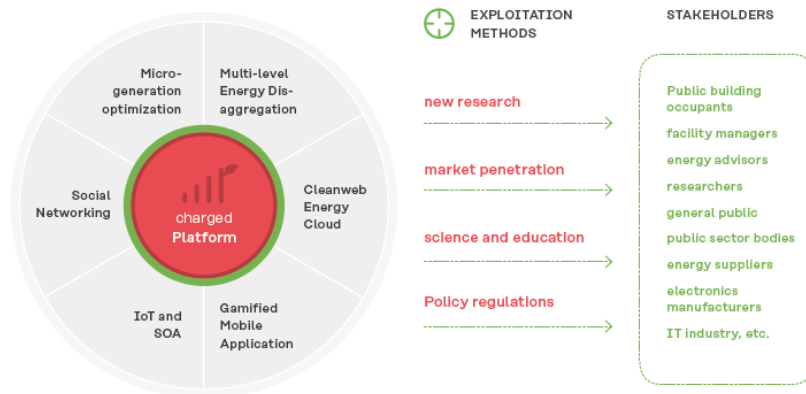 Micro-
generation
optimization
Multi-level
Energy Dis-
aggregation
Social
Networking
charged
Platform
Cleanweb
Energy
Cloud
IoT and
SOA
Gamified
Mobile
Application
EXPLOITATION
METHODS
new research
market penetration
science and education
Policy regulations
STAKEHOLDERS
Public building
occupants
facility managers
energy advisors
researchers
general public
public sector bodies
energy suppliers
electronics
manufacturers
IT industry, etc.